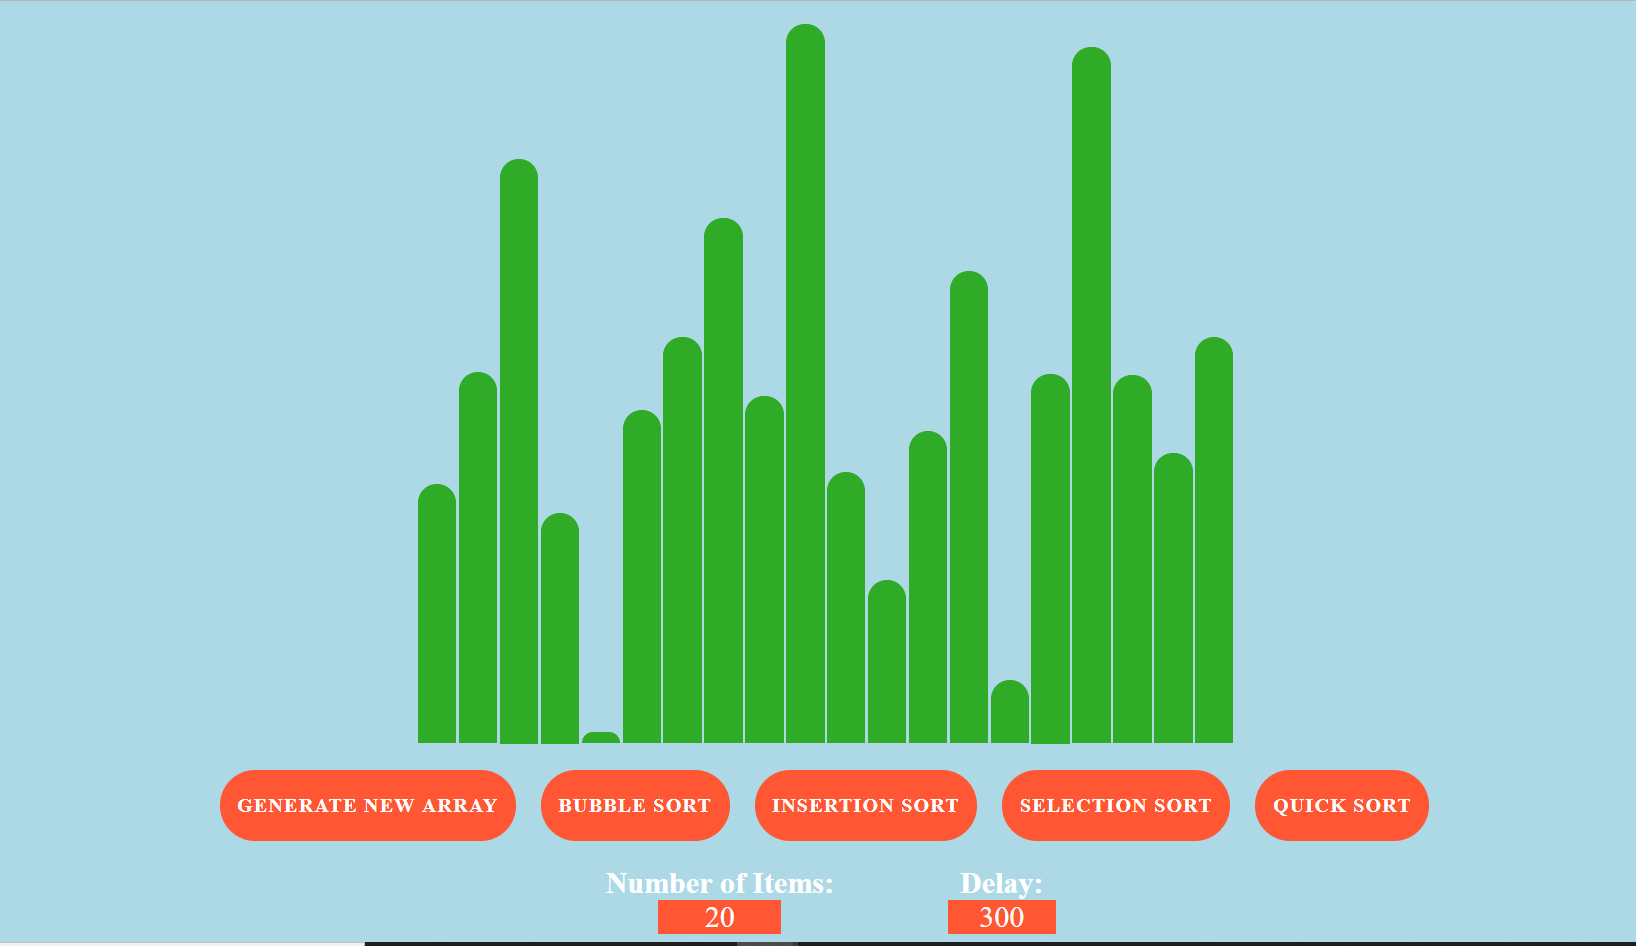 GENERATE NEW ARRAY
BUBBLE SORT
INSERTION SORT
SELECTION SORT
QUICK SORT
Number of Items:
20
Delay:
300